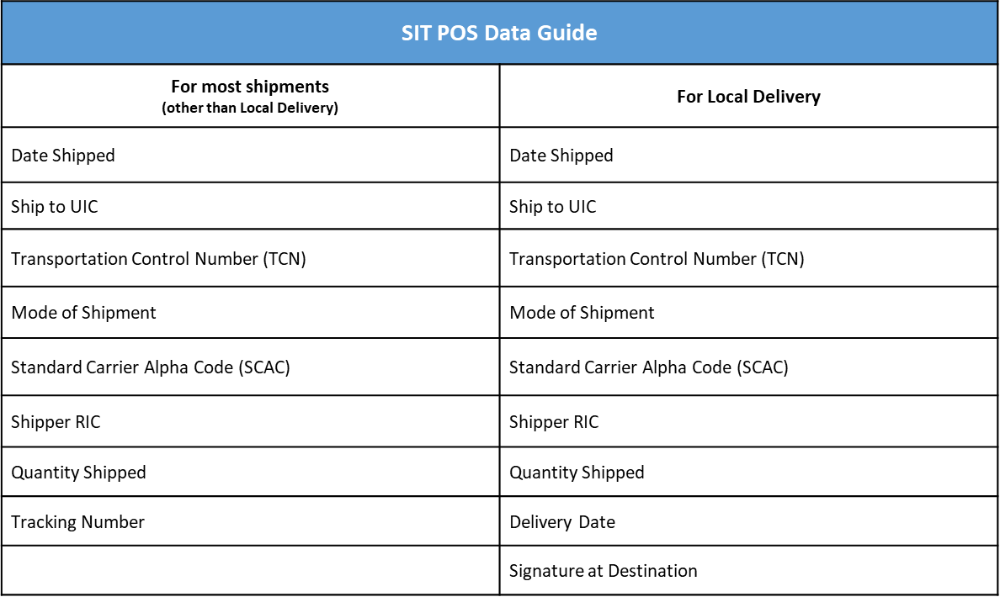 SIT POS Data Guide
For most shipments
(other than Local Delivery)
For Local Delivery
Date Shipped
Date Shipped
Ship to UIC
Ship to UIC
Transportation Control Number (TCN)
Transportation Control Number (TCN)
Mode of Shipment
Mode of Shipment
Standard Carrier Alpha Code (SCAC)
Standard Carrier Alpha Code (SCAC)
Shipper RIC
Shipper RIC
Quantity Shipped
Quantity Shipped
Tracking Number
Delivery Date
Signature at Destination